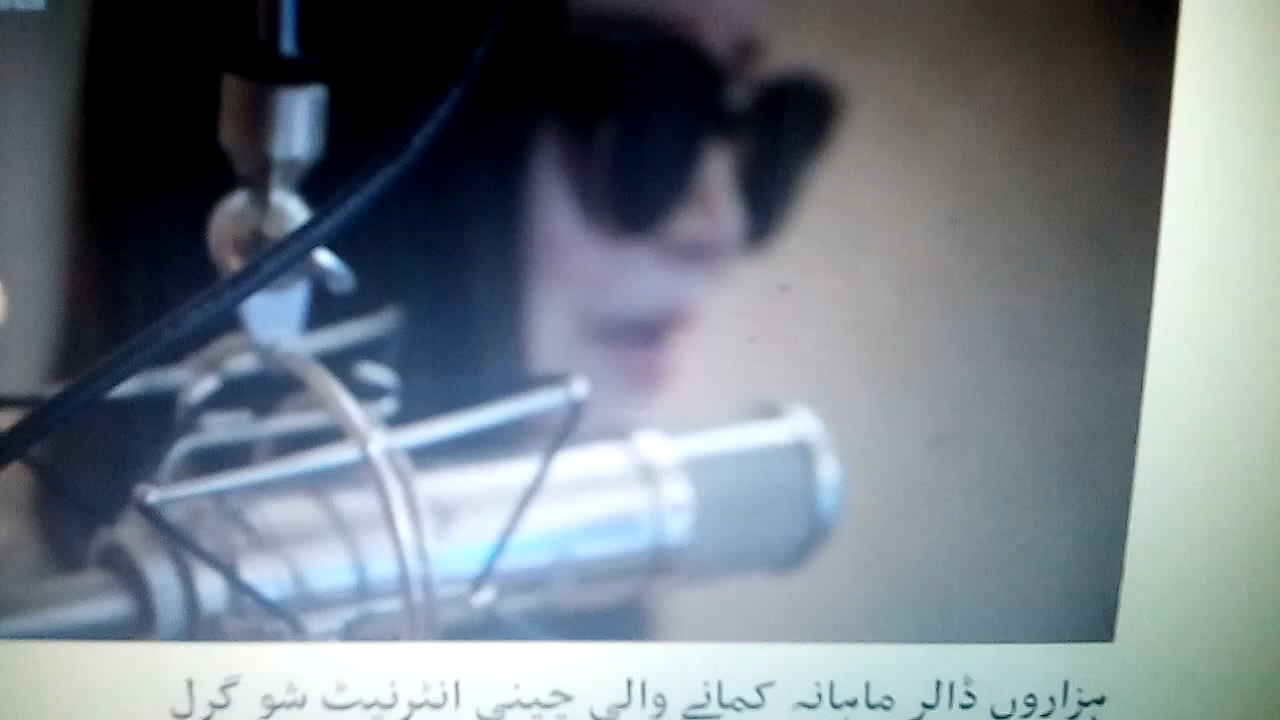 ہزاروں ڈالر ماہانہ کمانے والی چینی انٹرنیٹ شو گرل